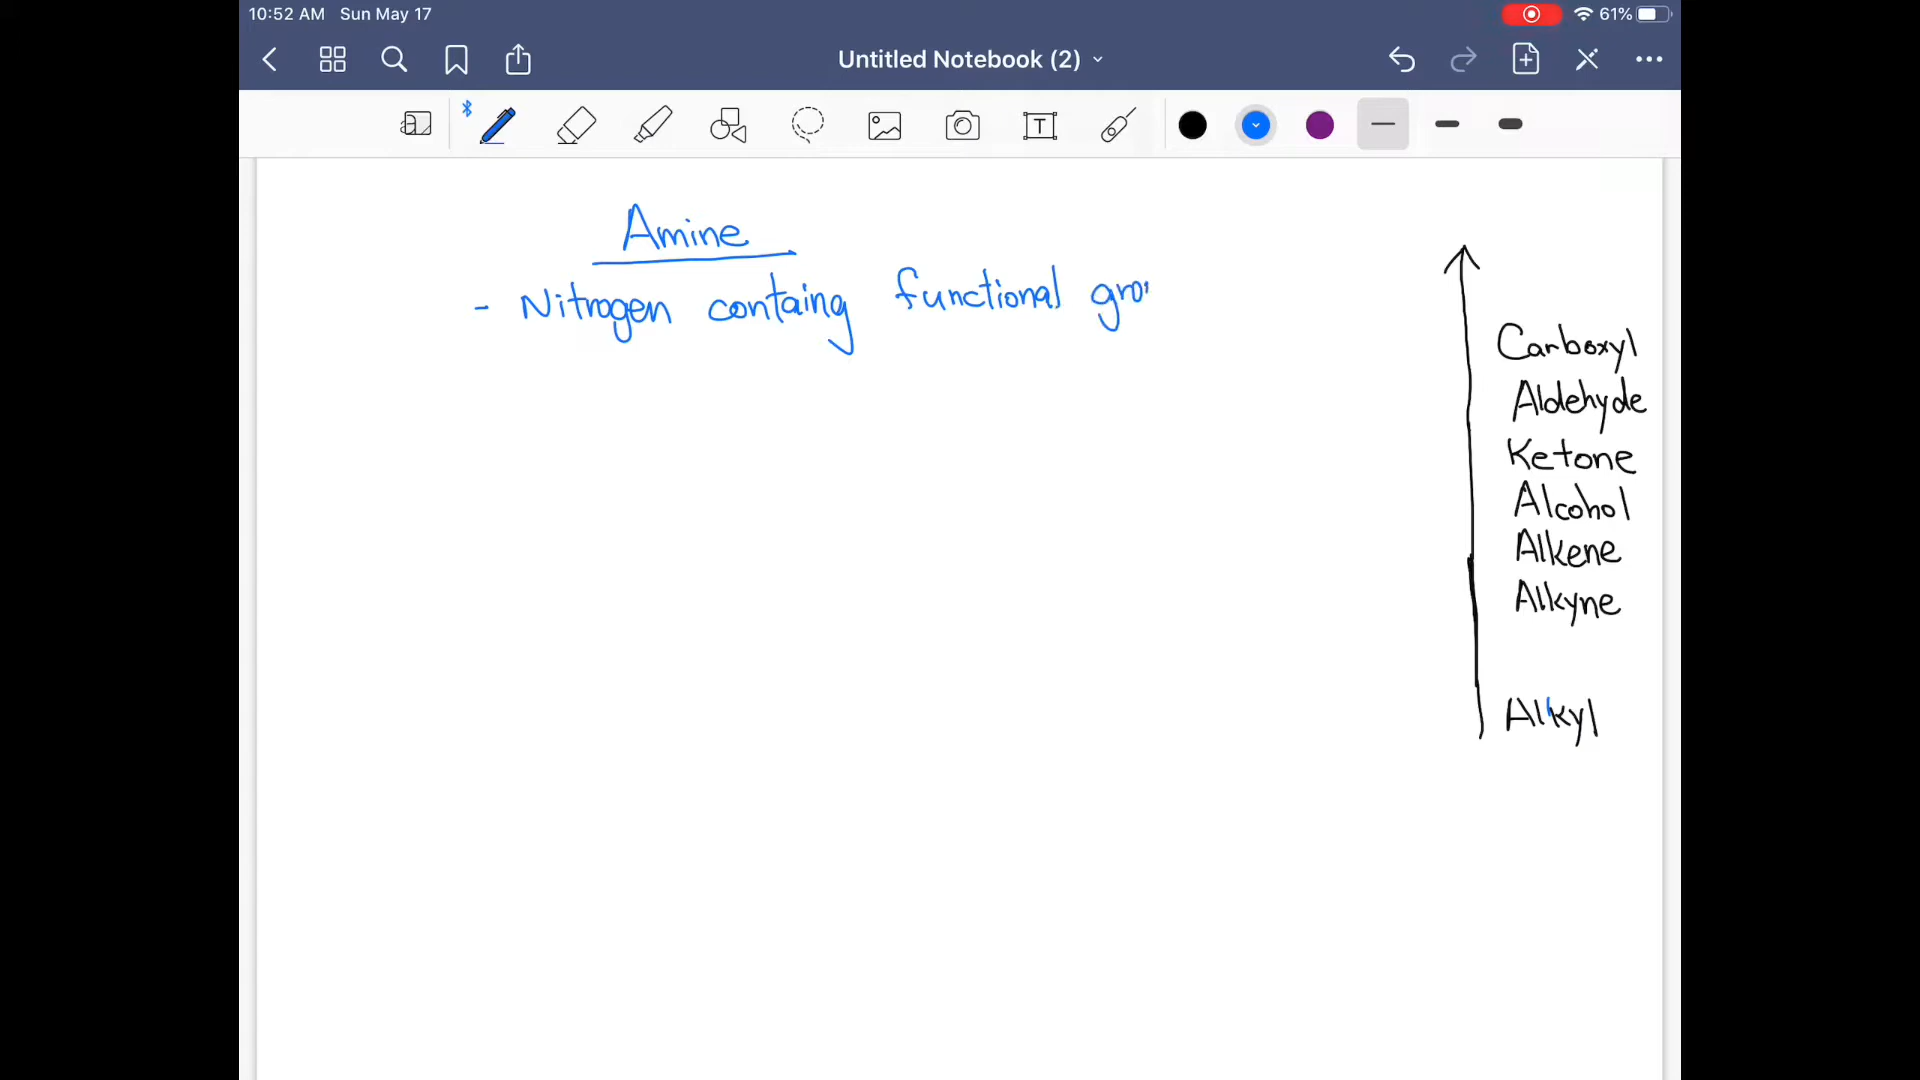 10:52 AM Sun May 17
61%
Untitled Notebook (2)
Amine
- Nitrogen containg functional gro
Carboxyl
Aldehyde
Ketone
Alcohol
Alkene
Alkyne
Alkyl